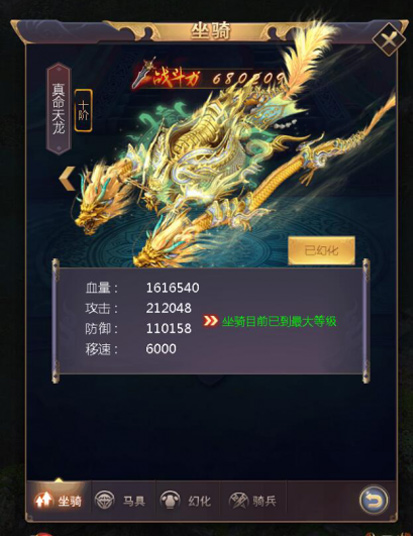 坐骑
战斗力 680209
真命天龙
十阶
已幻化
血量： 1616540
攻击： 212048
防御： 110158
移速： 6000
坐骑目前已到最大等级
坐骑 马具 幻化 骑兵